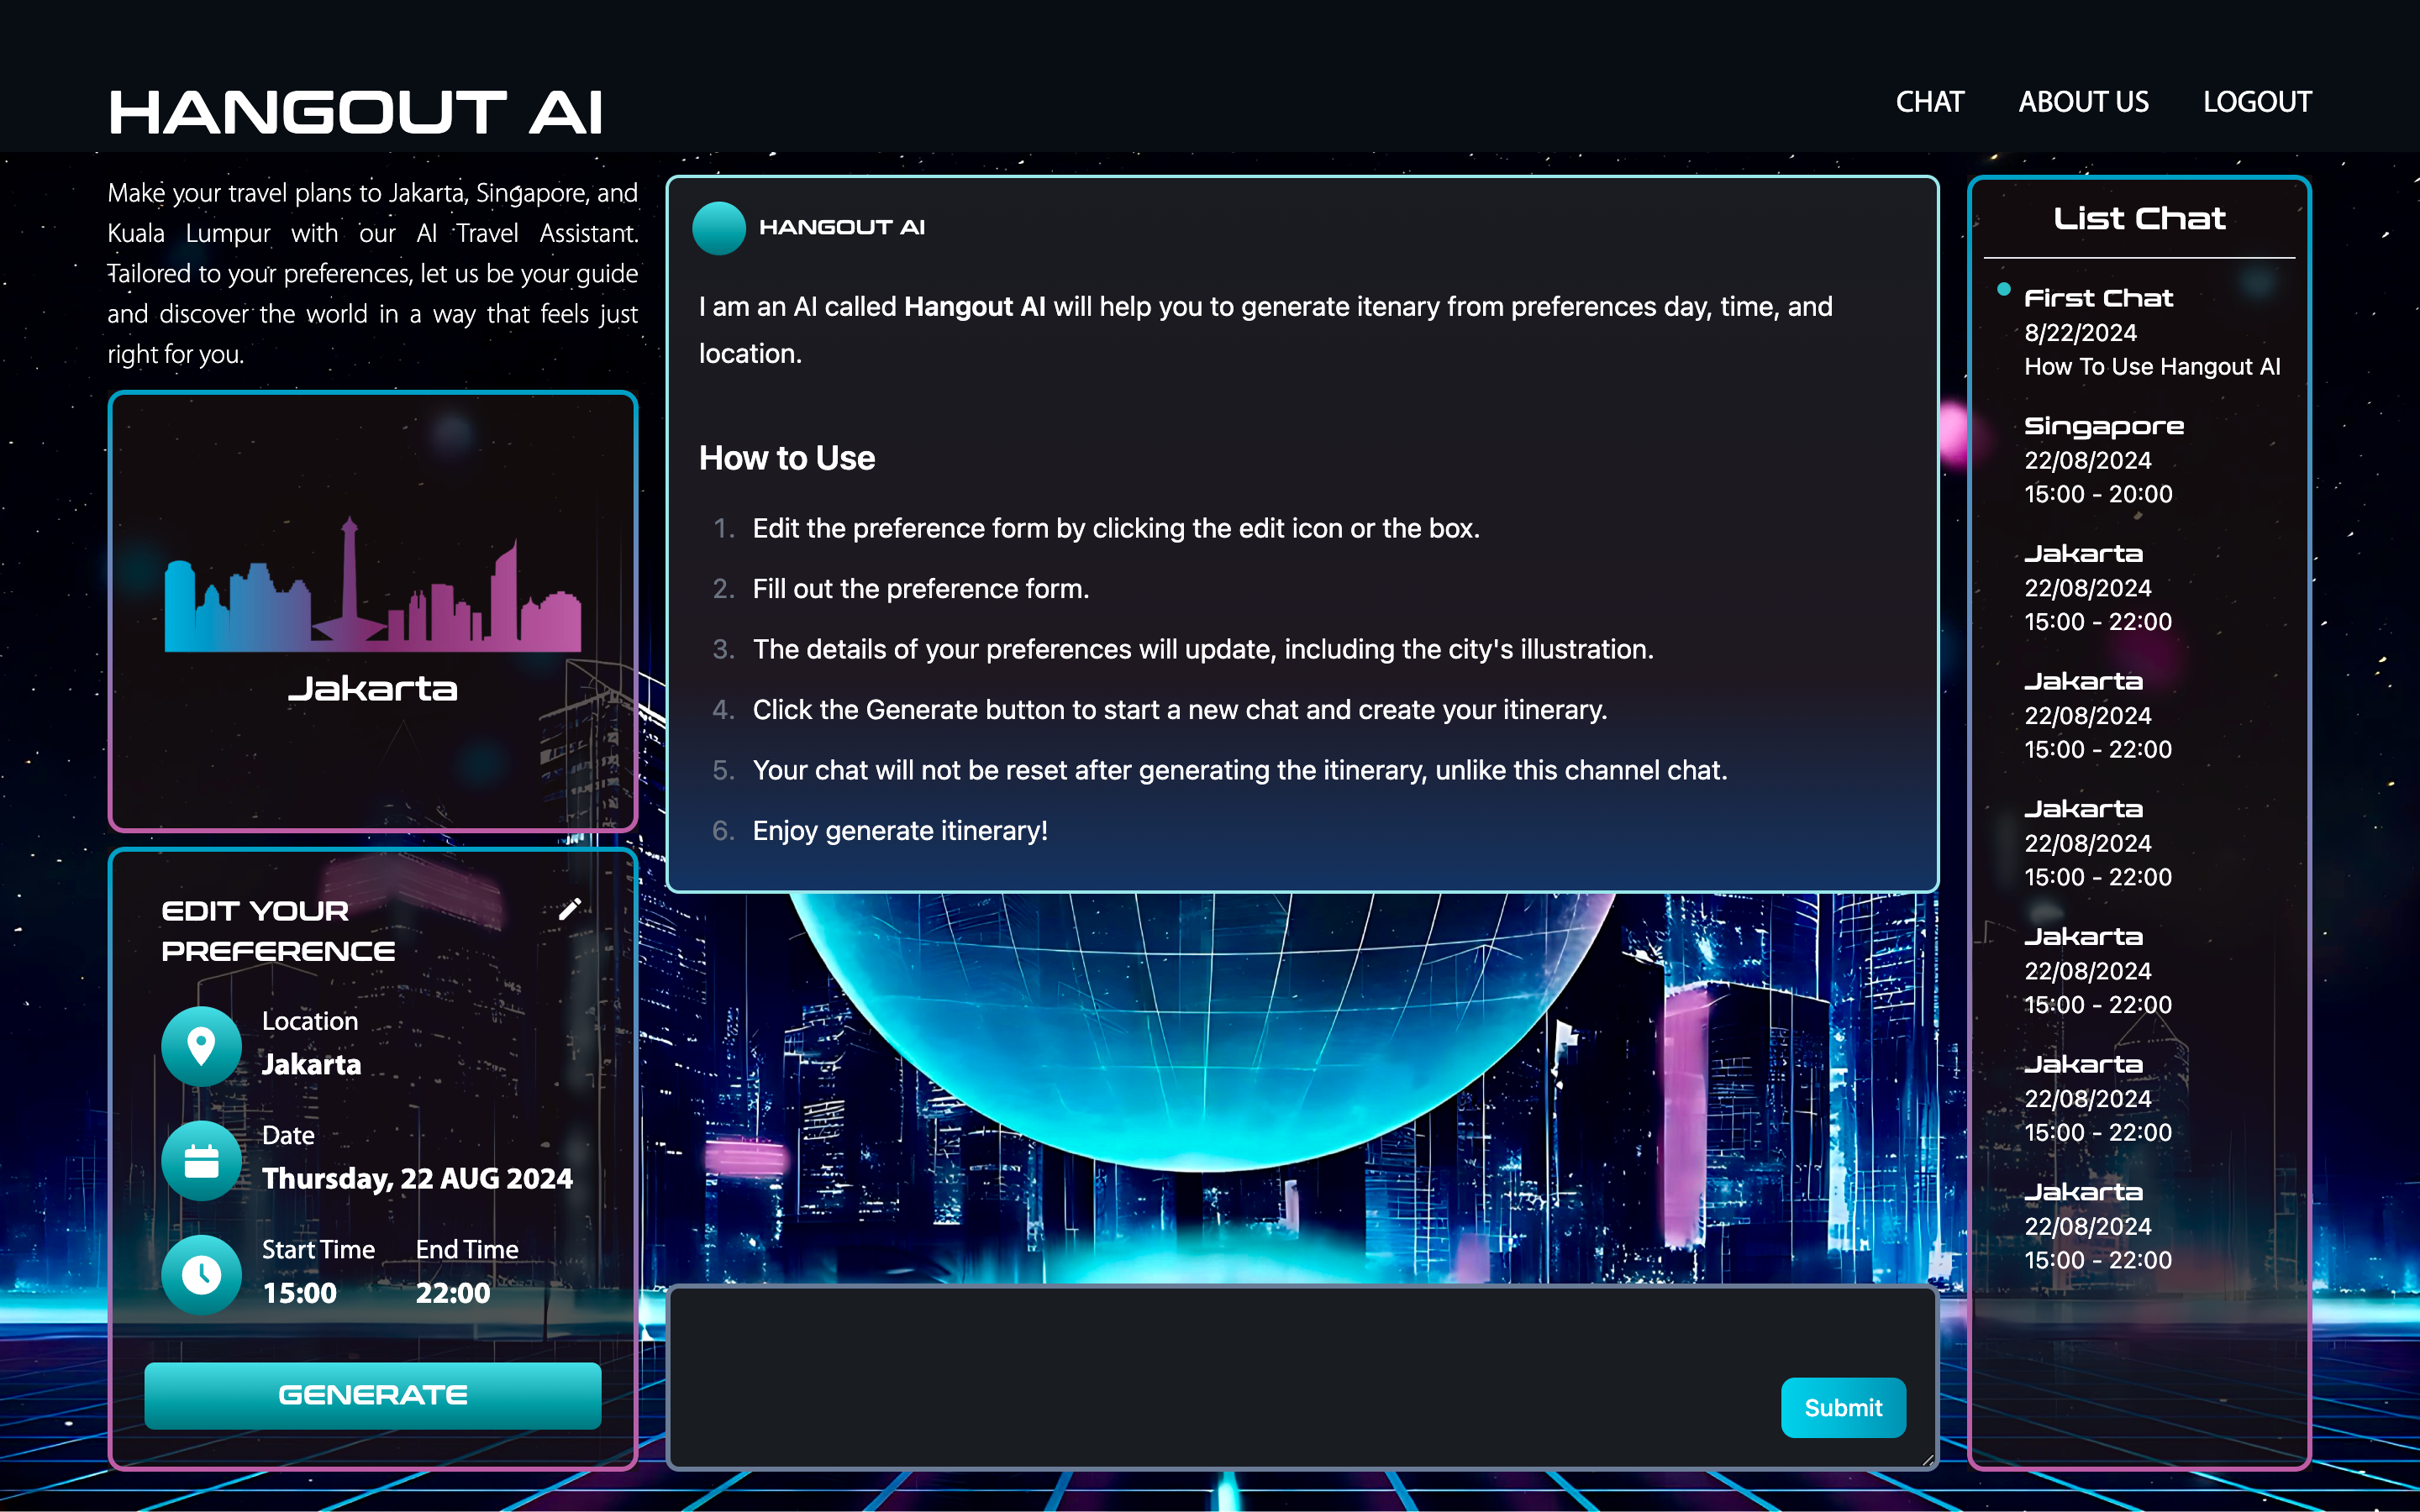 HANGOUT AI
CHAT
ABOUT US
LOGOUT
Make your travel plans to Jakarta, Singapore, and
Kuala Lumpur with our AI Travel Assistant.
Tailored to your preferences, let us be your guide
and discover the world in a way that feels just
right for you.
Jakarta
EDIT YOUR
PREFERENCE
Location
Jakarta
Date
Thursday, 22 AUG 2024
Start Time
End Time
15:00
22:00
GENERATE
HANGOUT AI
I am an AI called Hangout AI will help you to generate itenary from preferences day, time, and
location.
How to Use
1. Edit the preference form by clicking the edit icon or the box.
2. Fill out the preference form.
3. The details of your preferences will update, including the city's illustration.
4. Click the Generate button to start a new chat and create your itinerary.
5. Your chat will not be reset after generating the itinerary, unlike this channel chat.
6. Enjoy generate itinerary!
Submit
List Chat
First Chat
8/22/2024
How To Use Hangout AI
Singapore
22/08/2024
15:00 - 20:00
Jakarta
22/08/2024
15:00 - 22:00
Jakarta
22/08/2024
15:00 - 22:00
Jakarta
22/08/2024
15:00 - 22:00
Jakarta
22/08/2024
15:00 - 22:00
Jakarta
22/08/2024
15:00 - 22:00
Jakarta
22/08/2024
15:00 - 22:00